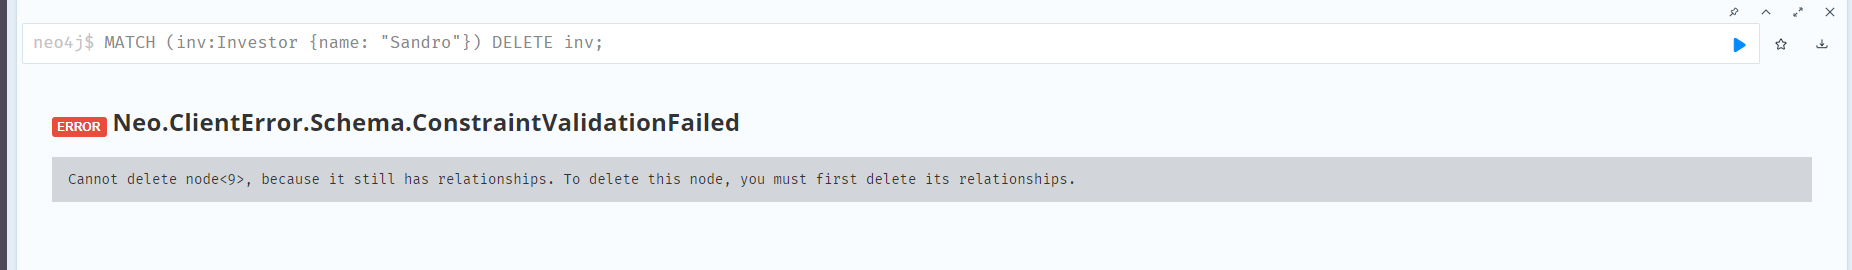 neo4j$ MATCH (inv:Investor {name: "Sandro"}) DELETE inv;
ERROR Neo.ClientError.Schema.ConstraintValidationFailed
Cannot delete node<9>, because it still has relationships. To delete this node, you must first delete its relationships.